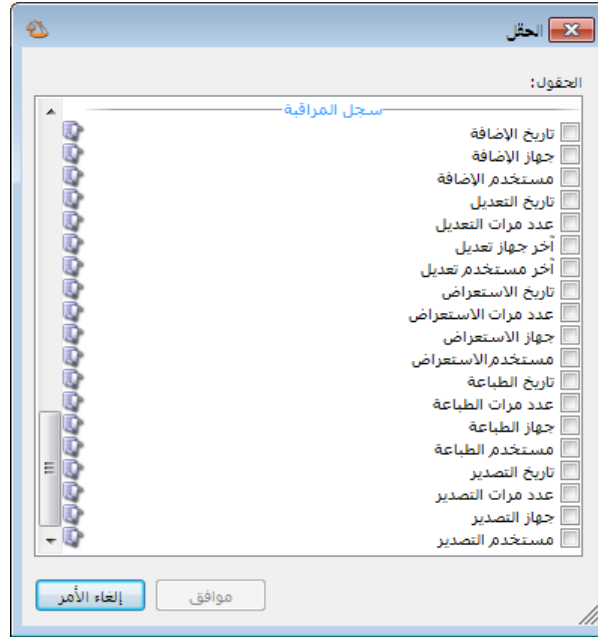 الحقل
الحقول:
سجل المراقبة
تاريخ الإضافة
جهاز الإضافة
مستخدم الإضافة
تاريخ التعديل
عدد مرات التعديل
آخر جهاز تعديل
آخر مستخدم تعديل
تاريخ الاستعراض
عدد مرات الاستعراض
جهاز الاستعراض
مستخدم الاستعراض
تاريخ الطباعة
عدد مرات الطباعة
جهاز الطباعة
مستخدم الطباعة
تاريخ التصدير
عدد مرات التصدير
جهاز التصدير
مستخدم التصدير
موافق
إلغاء الأمر